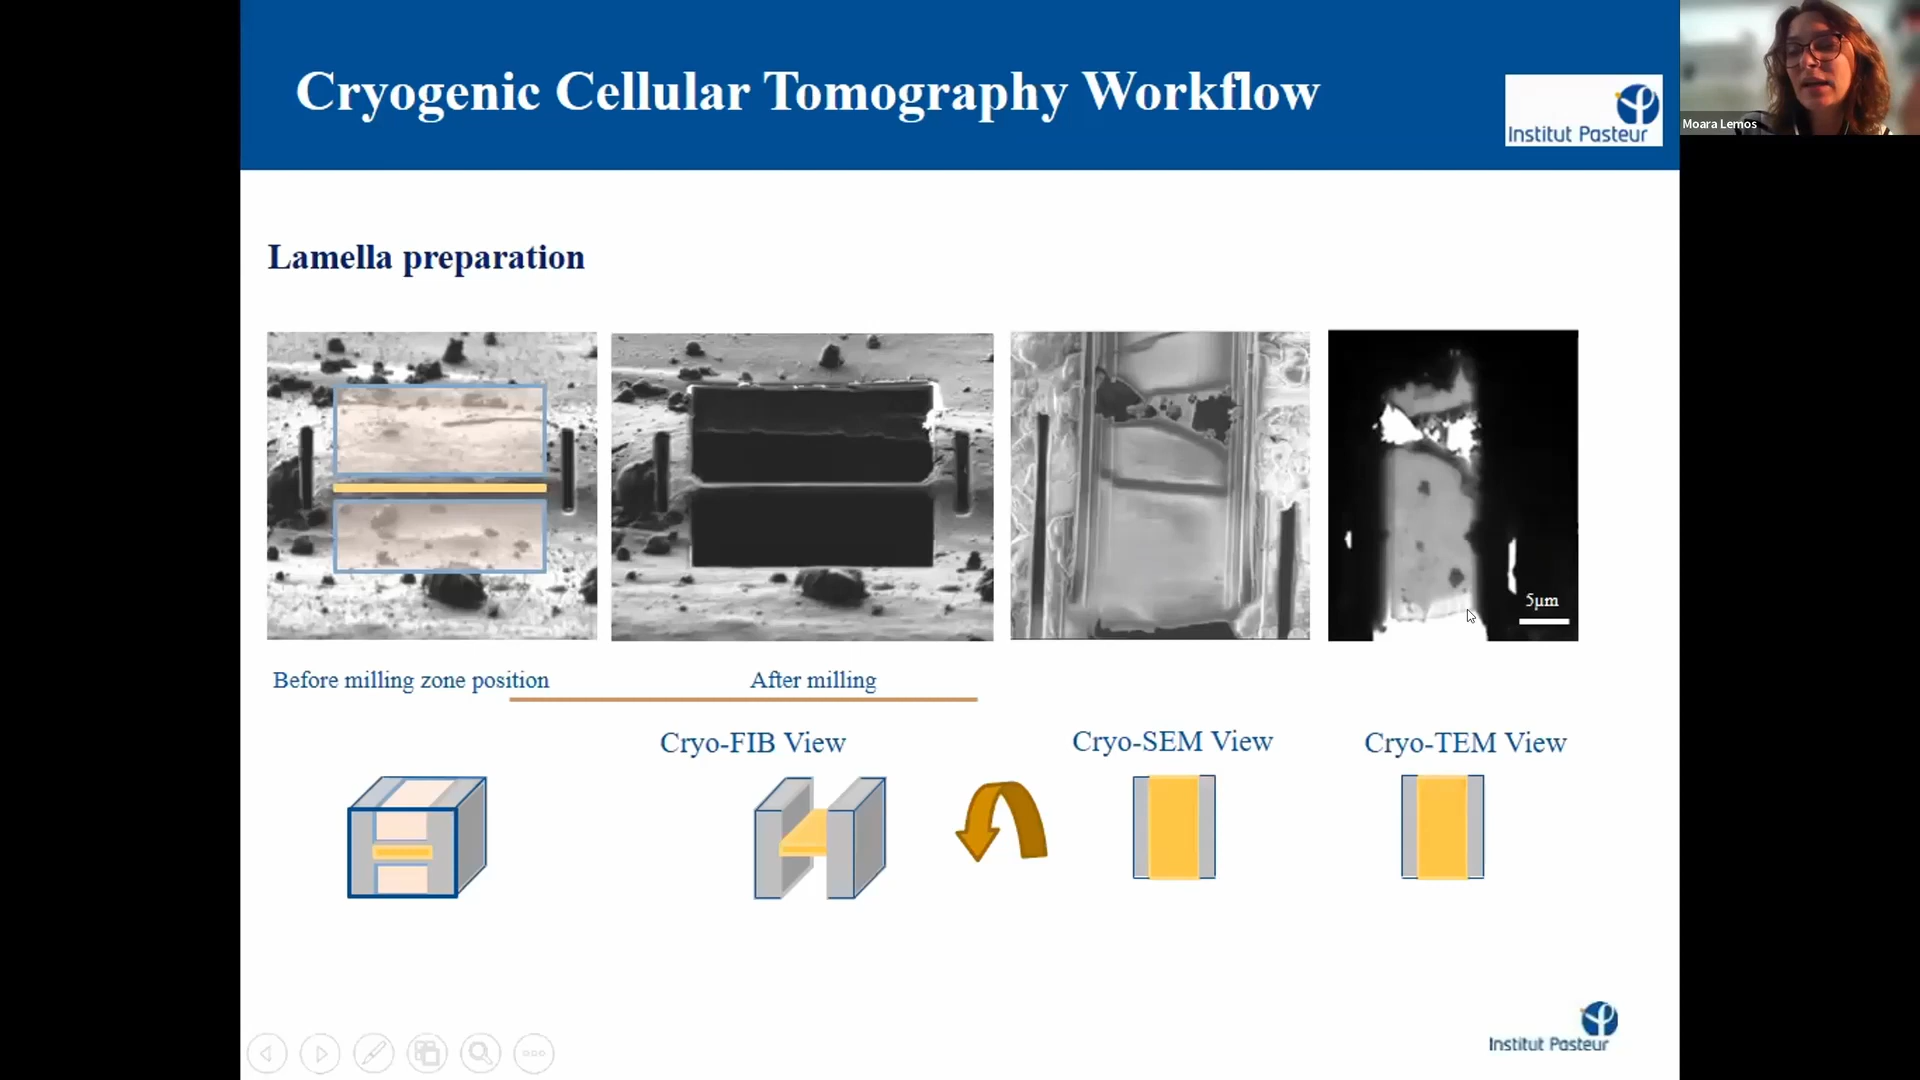 Cryogenic Cellular Tomography Workflow
Institut Pasteur
Moara Lemos
Lamella preparation
5µm
Before milling zone position
After milling
Cryo-FIB View
Cryo-SEM View
Cryo-TEM View
Institut Pasteur